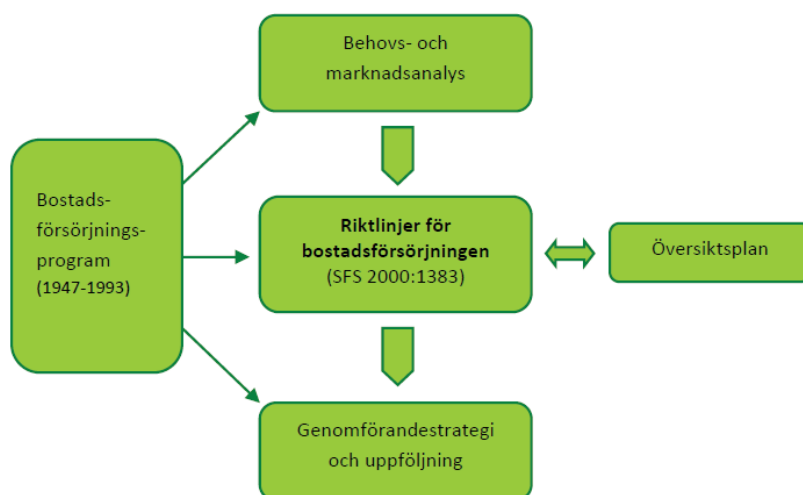 Behovs- och
marknadsanalys
Bostads-
försörjnings-
program
(1947-1993)
Riktlinjer för
bostadsförsörjningen
(SFS 2000:1383)
Översiktsplan
Genomförandestrategi
och uppföljning